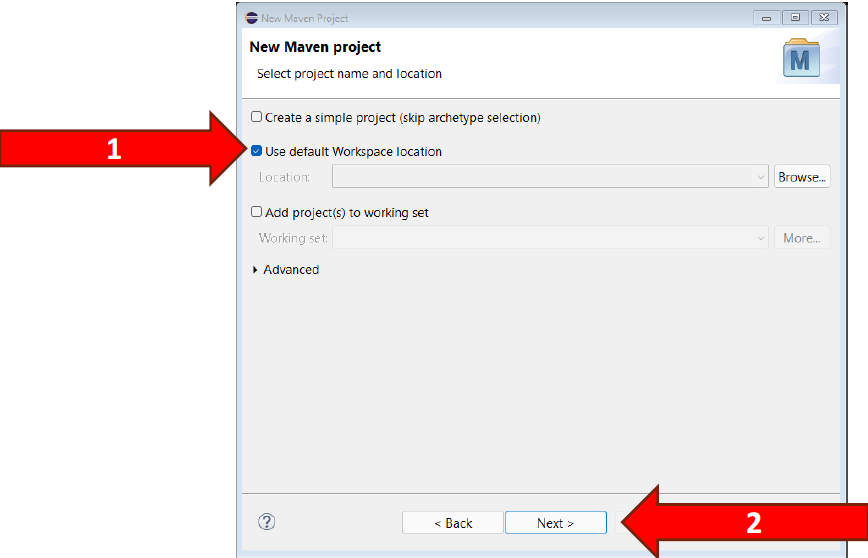 New Maven Project
New Maven project
Select project name and location
M
Create a simple project (skip archetype selection)
1
Use default Workspace location
Location:
Browse...
Add project(s) to working set
Working set:
More...
Advanced
?
< Back
Next >
2